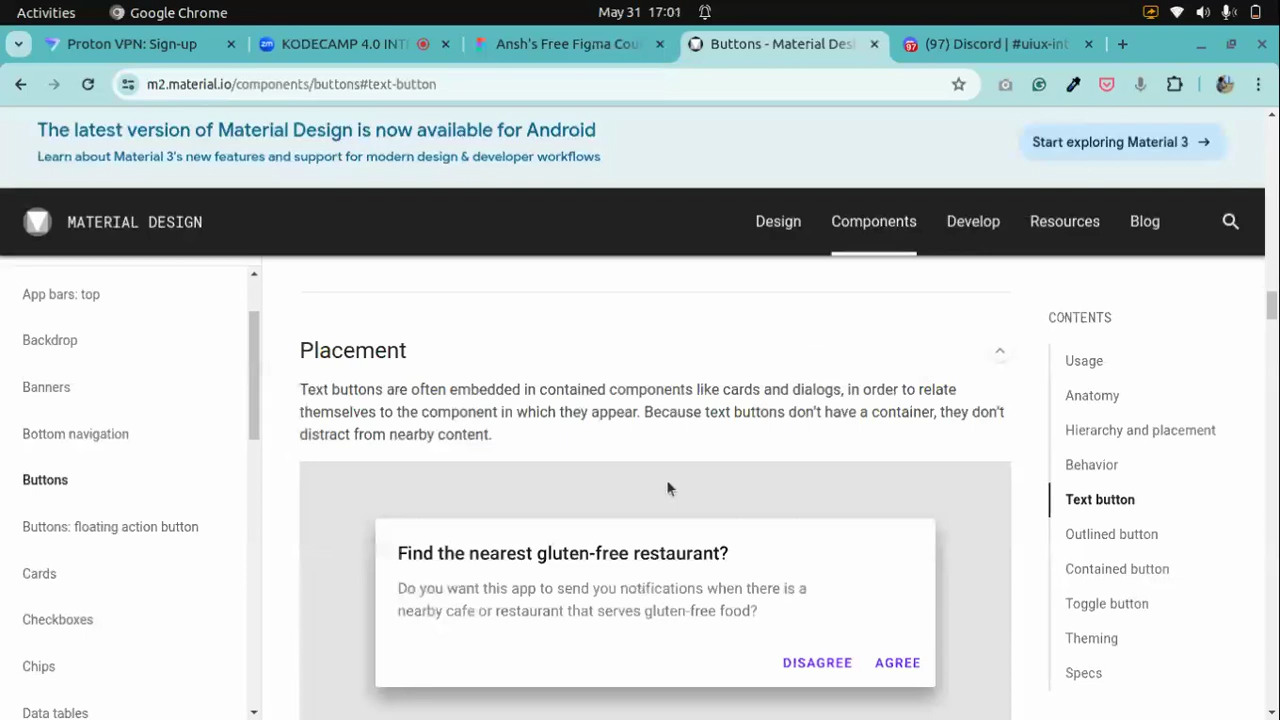 Activities
Google Chrome
May 31 17:01
Proton VPN: Sign-up
KODECAMP 4.0 INT
Ansh's Free Figma Cou
Buttons - Material Desi
(97) Discord | #uiux-int
m2.material.io/components/buttons#text-button
The latest version of Material Design is now available for Android
Learn about Material 3's new features and support for modern design & developer workflows
Start exploring Material 3 →
MATERIAL DESIGN
Design
Components
Develop
Resources
Blog
App bars: top
Backdrop
Banners
Bottom navigation
Buttons
Buttons: floating action button
Cards
Checkboxes
Chips
Data tables
Placement
Text buttons are often embedded in contained components like cards and dialogs, in order to relate
themselves to the component in which they appear. Because text buttons don't have a container, they don't
distract from nearby content.
Find the nearest gluten-free restaurant?
Do you want this app to send you notifications when there is a
nearby cafe or restaurant that serves gluten-free food?
DISAGREE
AGREE
CONTENTS
Usage
Anatomy
Hierarchy and placement
Behavior
Text button
Outlined button
Contained button
Toggle button
Theming
Specs